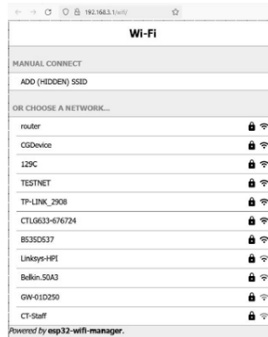 192.168.1.1/wifi/
Wi-Fi
MANUAL CONNECT
ADD (HIDDEN) SSID
OR CHOOSE A NETWORK...
router
CGDevice
129C
TESTNET
TP-LINK_2908
CTLG633-676724
B535D537
Linksys-HPI
Belkin.50A3
GW-01D250
CT-Staff
Powered by esp32-wifi-manager.